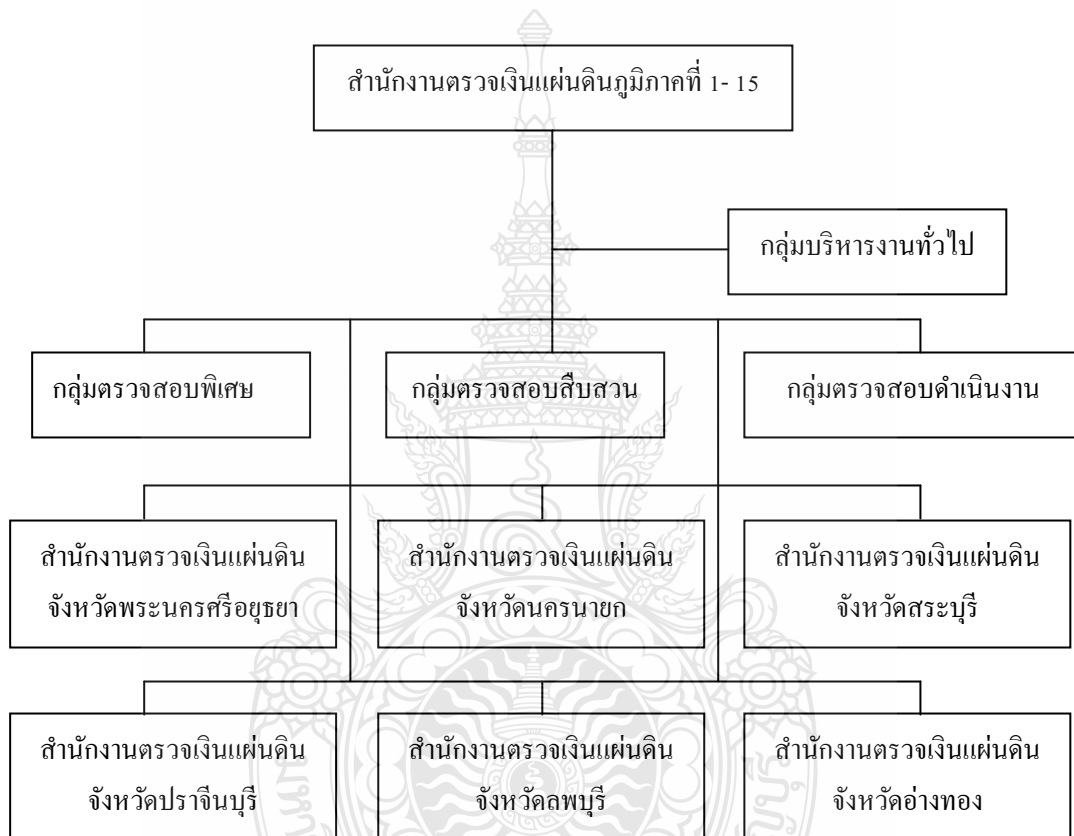 สำนักงานตรวจเงินแผ่นดินภูมิภาคที่ 1- 15
กลุ่มบริหารงานทั่วไป
กลุ่มตรวจสอบพิเศษ
กลุ่มตรวจสอบสืบสวน
กลุ่มตรวจสอบดำเนินงาน
สำนักงานตรวจเงินแผ่นดิน
จังหวัดพระนครศรีอยุธยา
สำนักงานตรวจเงินแผ่นดิน
จังหวัดนครนายก
สำนักงานตรวจเงินแผ่นดิน
จังหวัดสระบุรี
สำนักงานตรวจเงินแผ่นดิน
จังหวัดปราจีนบุรี
สำนักงานตรวจเงินแผ่นดิน
จังหวัดลพบุรี
สำนักงานตรวจเงินแผ่นดิน
จังหวัดอ่างทอง